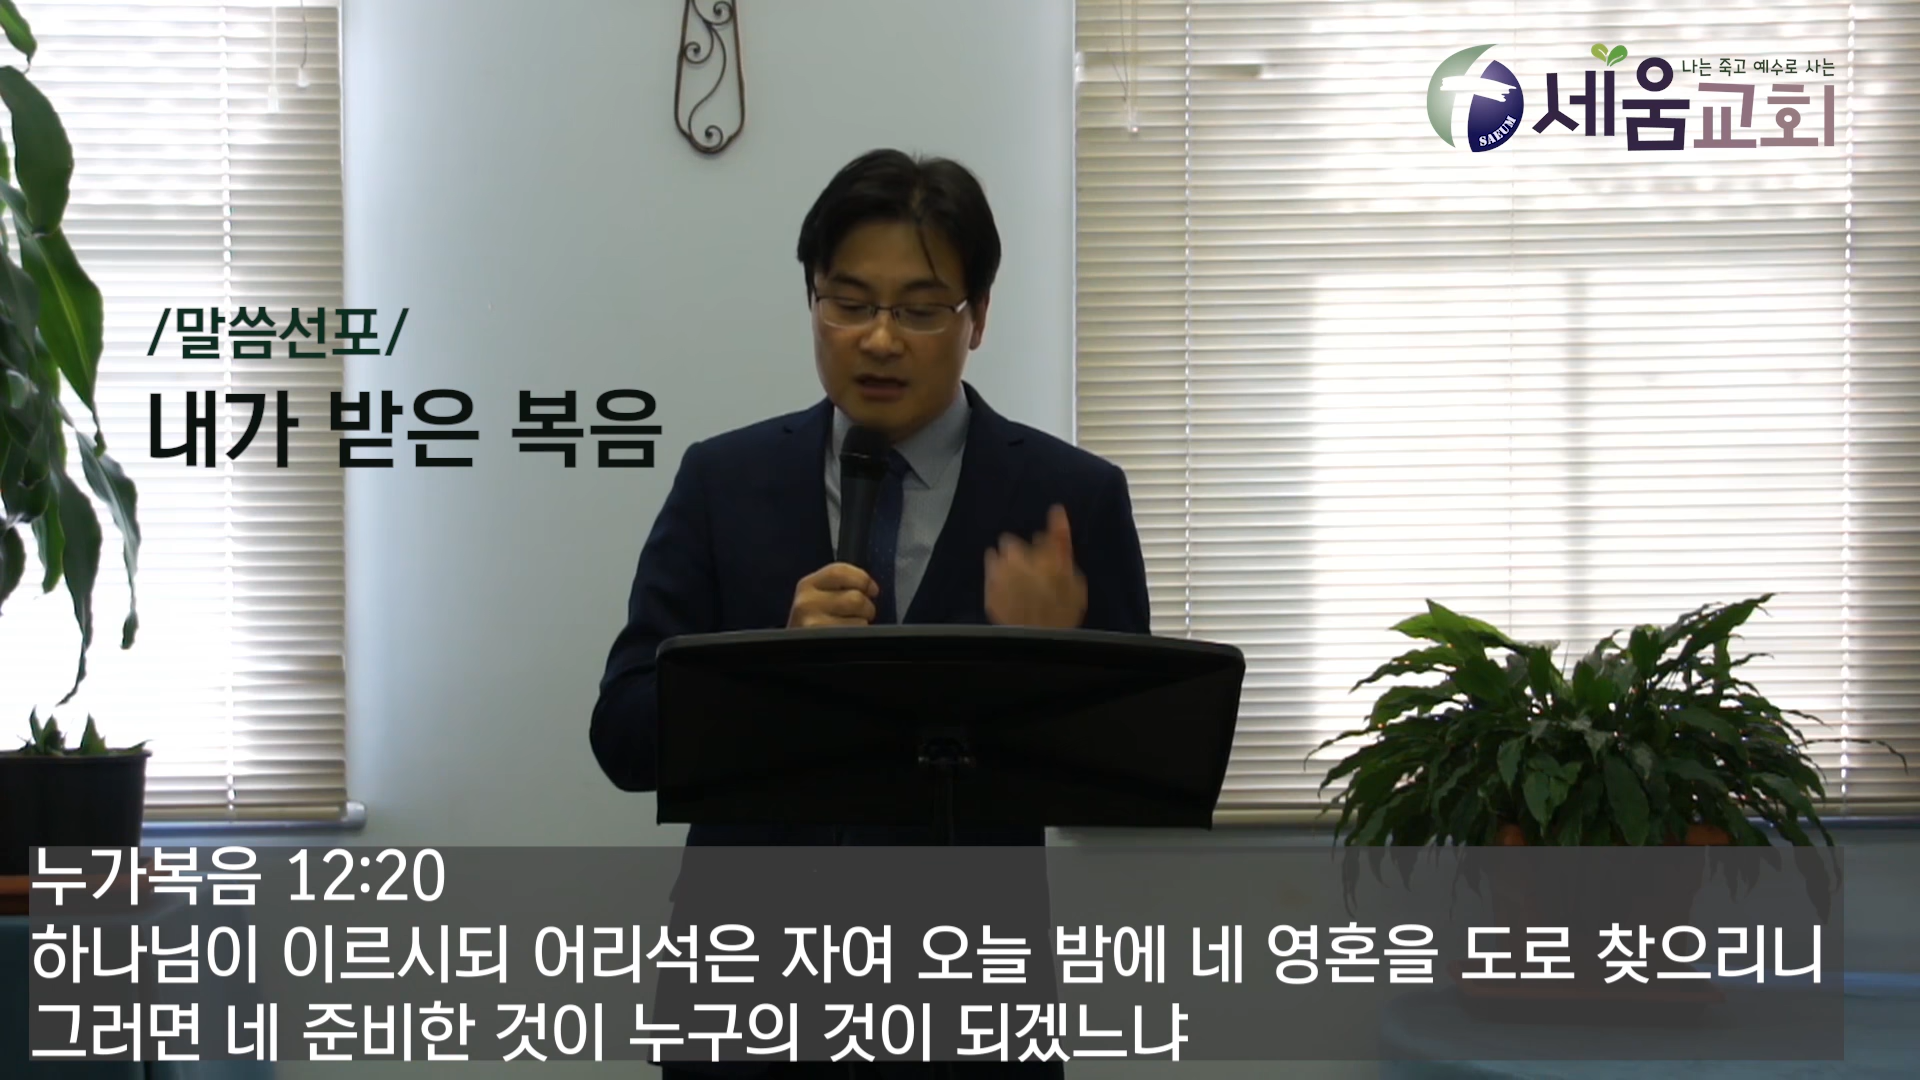 나는 죽고 예수로 사는
세움교회
SAEUM
/말씀선포/
내가 받은 복음
누가복음 12:20
하나님이 이르시되 어리석은 자여 오늘 밤에 네 영혼을 도로 찾으리니
그러면 네 준비한 것이 누구의 것이 되겠느냐